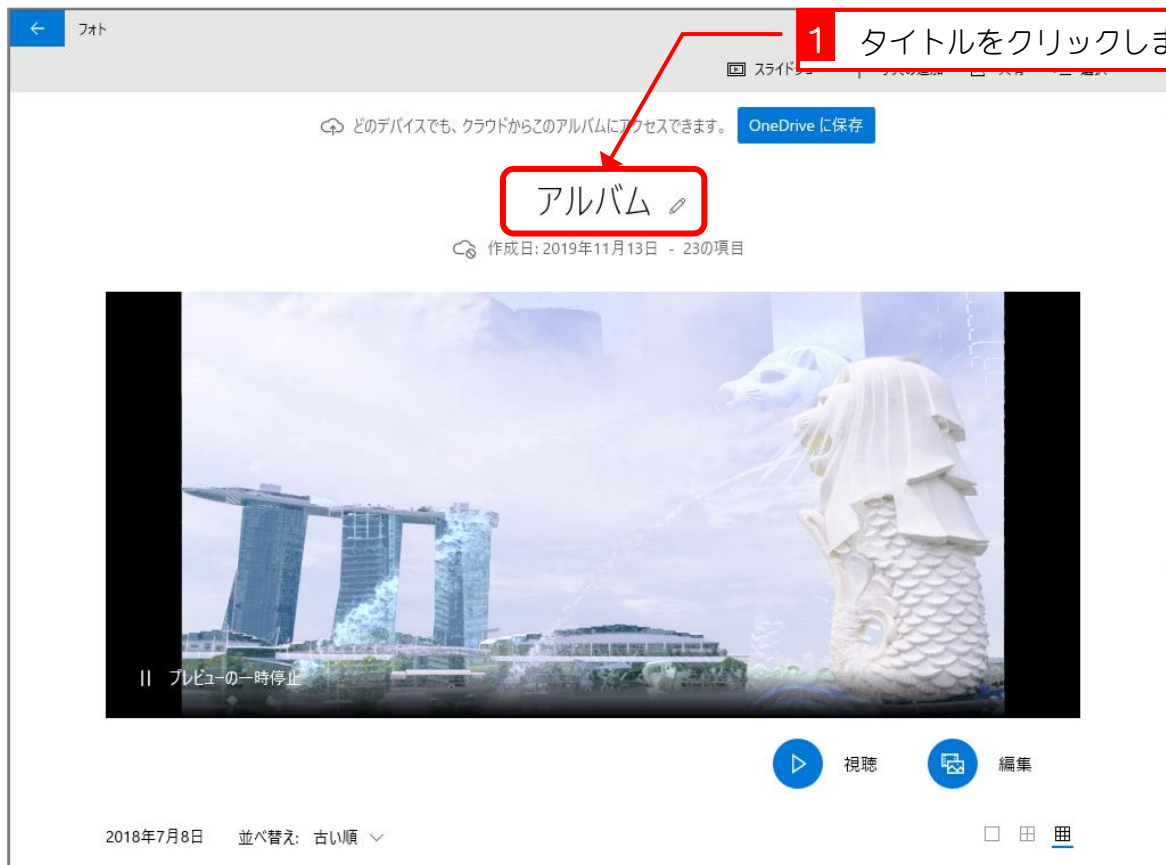 フォト
1 タイトルをクリックしま
スライドショー
どのデバイスでも、クラウドからこのアルバムにアクセスできます。 OneDrive に保存
アルバム
作成日: 2019年11月13日 - 23の項目
プレビューの一時停止
視聴 編集
2018年7月8日 並べ替え: 古い順